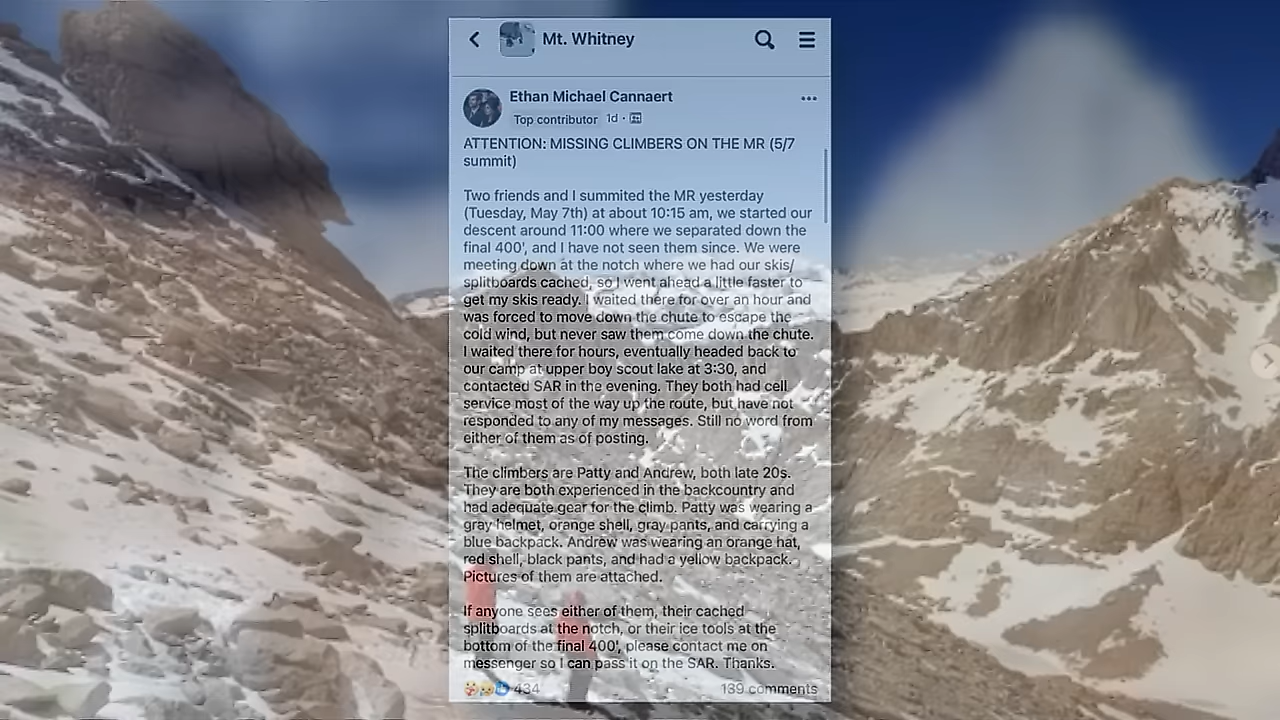 Mt. Whitney
Ethan Michael Cannaert
Top contributor 1d ·
ATTENTION: MISSING CLIMBERS ON THE MR (5/7
summit)
Two friends and I summited the MR yesterday
(Tuesday, May 7th) at about 10:15 am, we started our
descent around 11:00 where we separated down the
final 400', and I have not seen them since. We were
meeting down at the notch where we had our skis/
splitboards cached, so I went ahead a little faster to
get my skis ready. I waited there for over an hour and
was forced to move down the chute to escape the
cold wind, but never saw them come down the chute.
I waited there for hours, eventually headed back to
our camp at upper boy scout lake at 3:30, and
contacted SAR in the evening. They both had cell
service most of the way up the route, but have not
responded to any of my messages. Still no word from
either of them as of posting.
The climbers are Patty and Andrew, both late 20s.
They are both experienced in the backcountry and
had adequate gear for the climb. Patty was wearing a
gray helmet, orange shell, gray pants, and carrying a
blue backpack. Andrew was wearing an orange hat,
red shell, black pants, and had a yellow backpack.
Pictures of them are attached.
If anyone sees either of them, their cached
splitboards at the notch, or their ice tools at the
bottom of the final 400', please contact me on
messenger so I can pass it on the SAR. Thanks.
434
139 comments